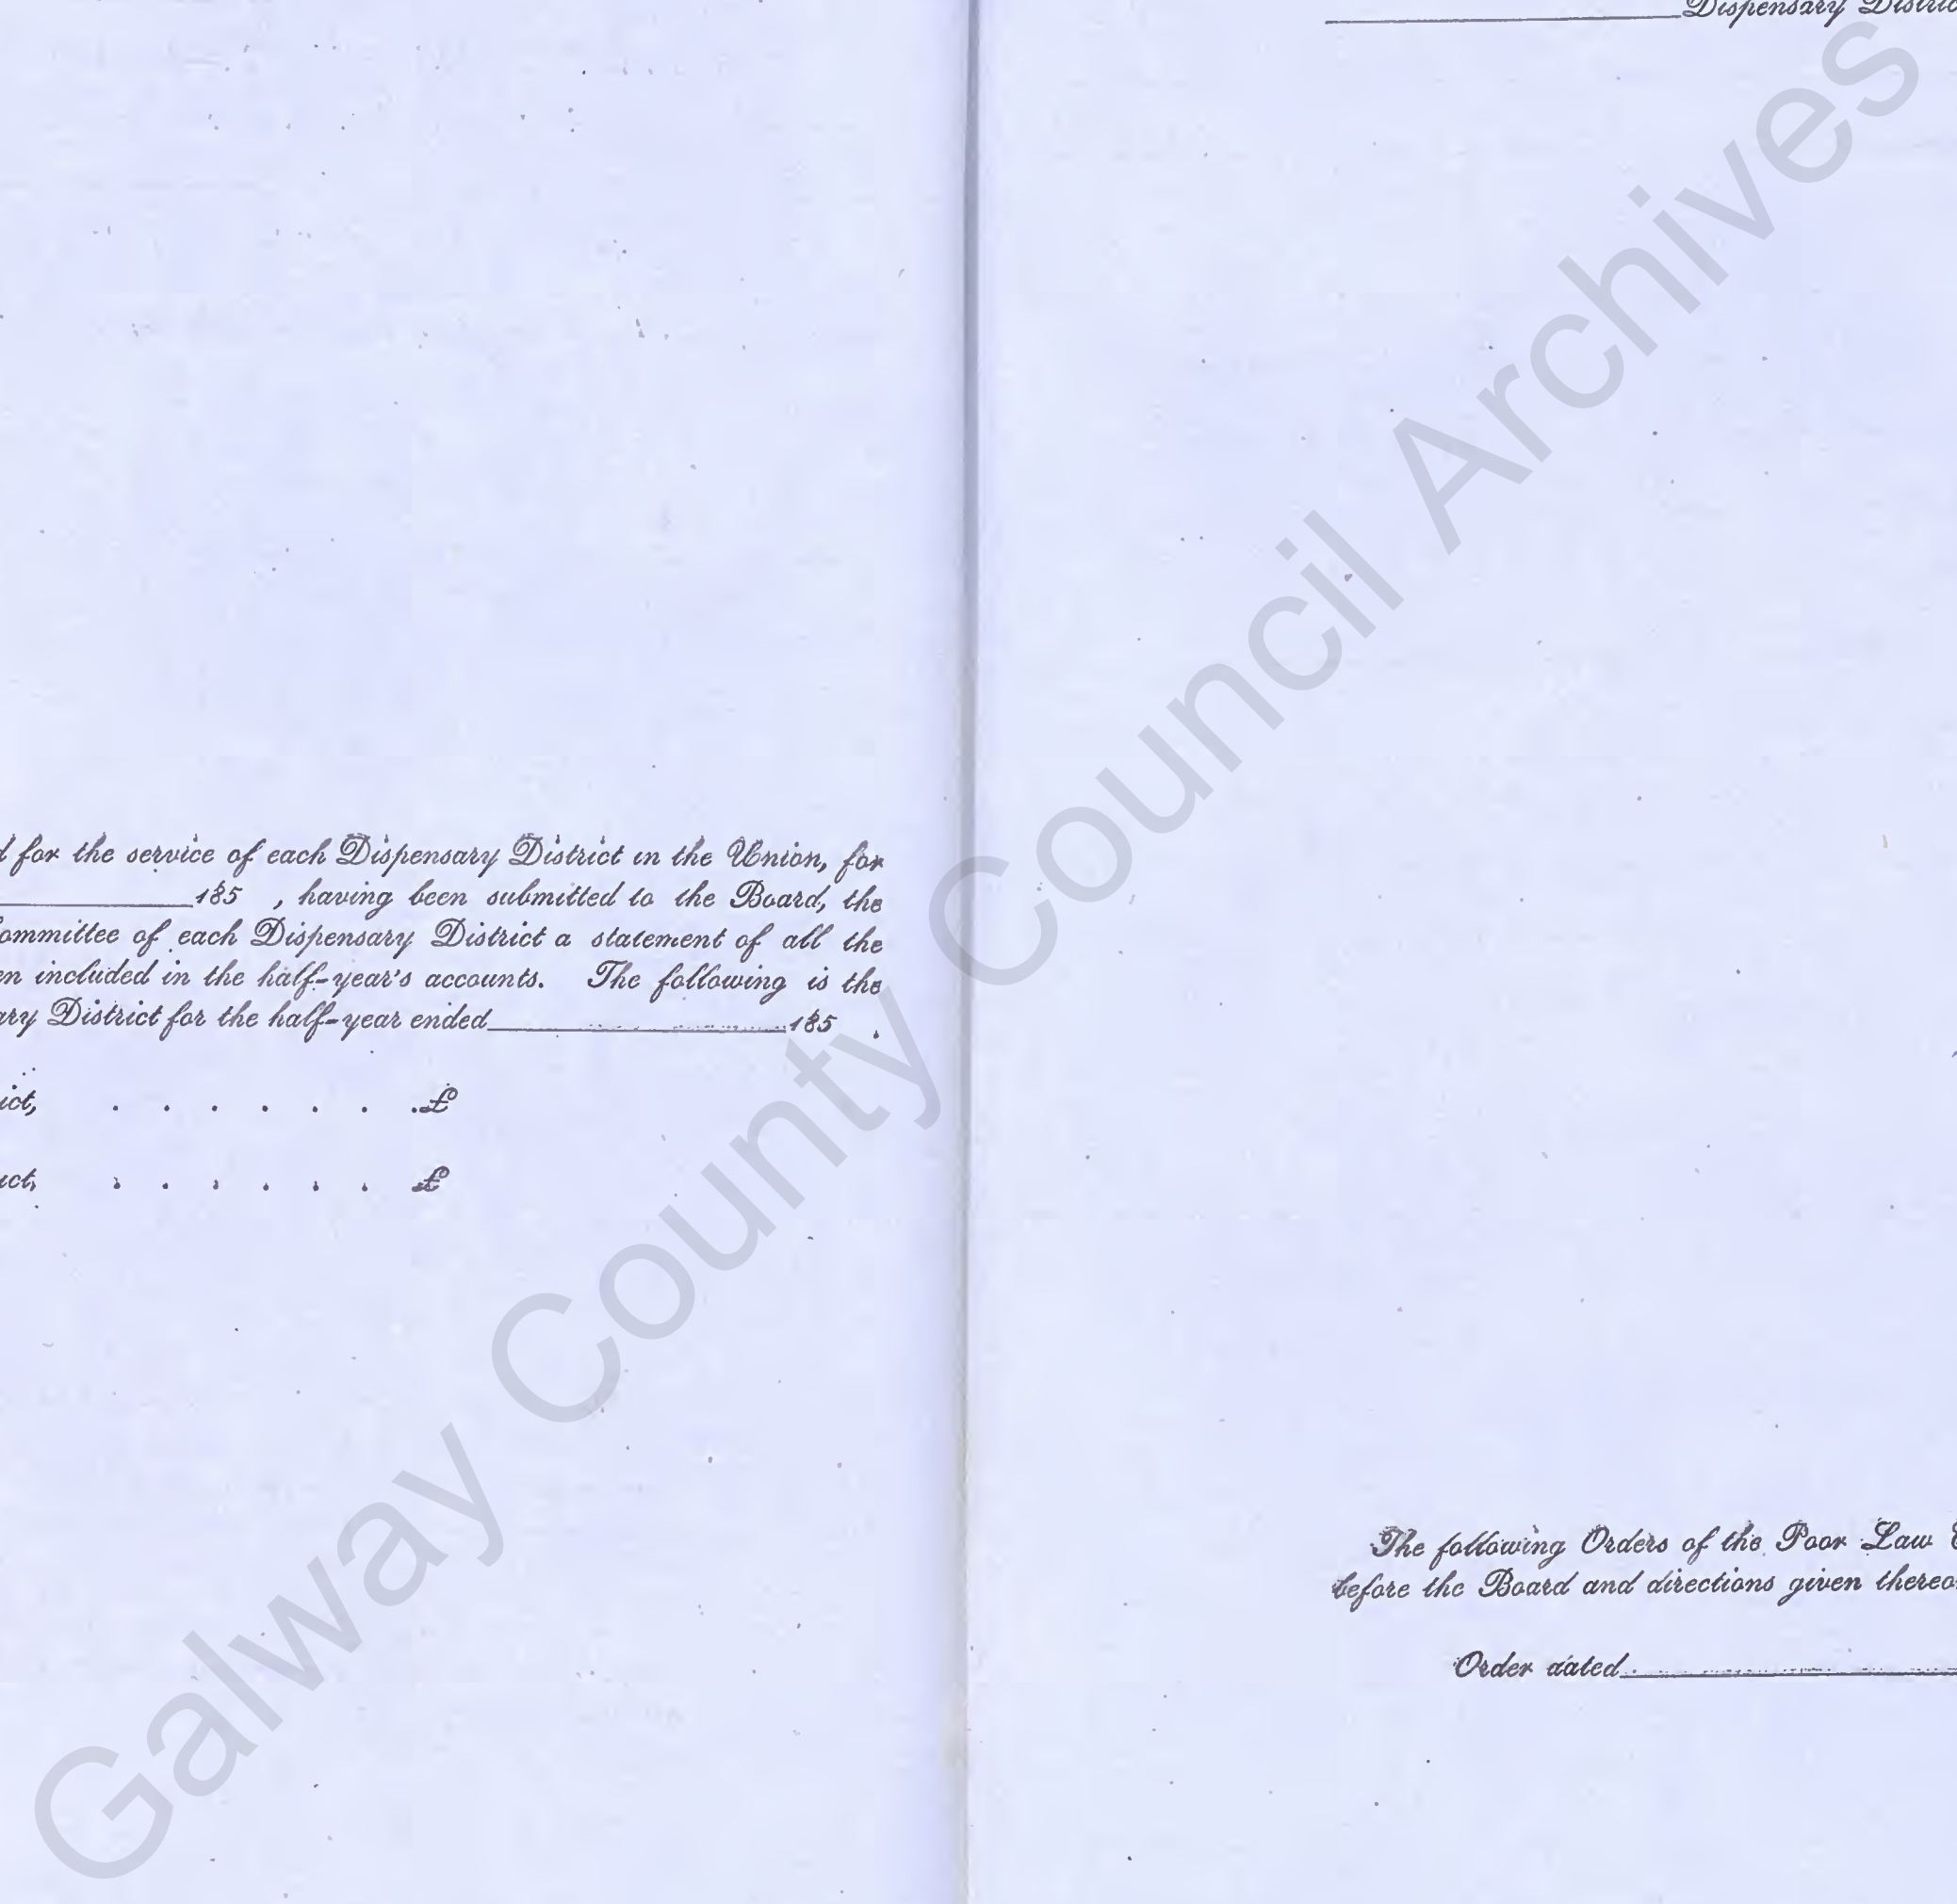 for the service of each Dispensary District in the Union, for
185 , having been submitted to the Board, the
ommittee of each Dispensary District a statement of all the
en included in the half-year's accounts. The following is the
ary District for the half-year ended 185 .
ict, . . . . . . . £
ict, . . . . . . £
Dispensary Distric
The following Orders of the Poor Law
before the Board and directions given thereo
Order dated
Galway County Council Archives